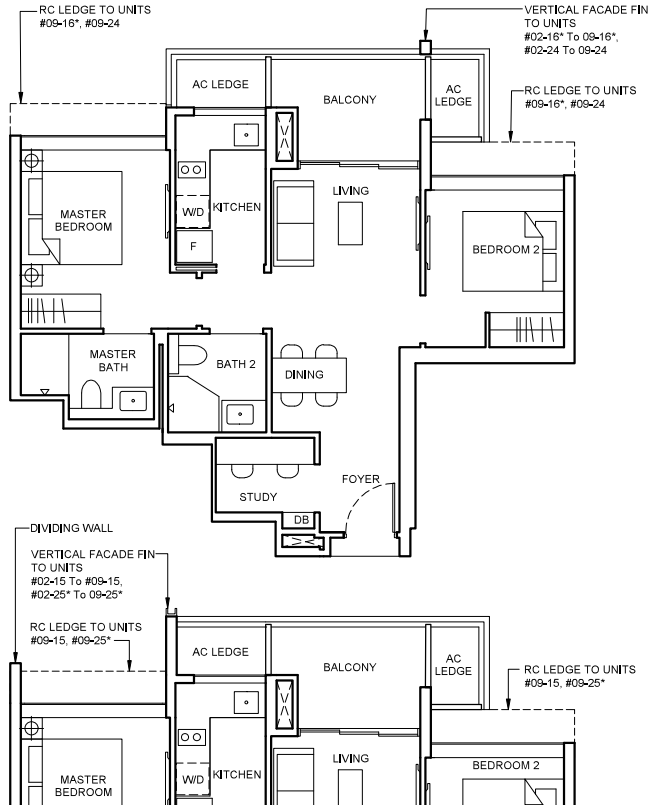 RC LEDGE TO UNITS
#09-16*, #09-24
VERTICAL FACADE FIN
TO UNITS
#02-16* To 09-16*,
#02-24 To 09-24
AC LEDGE
BALCONY
AC
LEDGE
RC LEDGE TO UNITS
#09-16*, #09-24
LIVING
MASTER
BEDROOM
W/D
KITCHEN
F
BEDROOM 2
MASTER
BATH
BATH 2
DINING
STUDY
FOYER
DB
DIVIDING WALL
VERTICAL FACADE FIN
TO UNITS
#02-15 To #09-15,
#02-25* To 09-25*
RC LEDGE TO UNITS
#09-15, #09-25*
AC LEDGE
BALCONY
AC
LEDGE
RC LEDGE TO UNITS
#09-15, #09-25*
LIVING
BEDROOM 2
MASTER
BEDROOM
W/D
KITCHEN